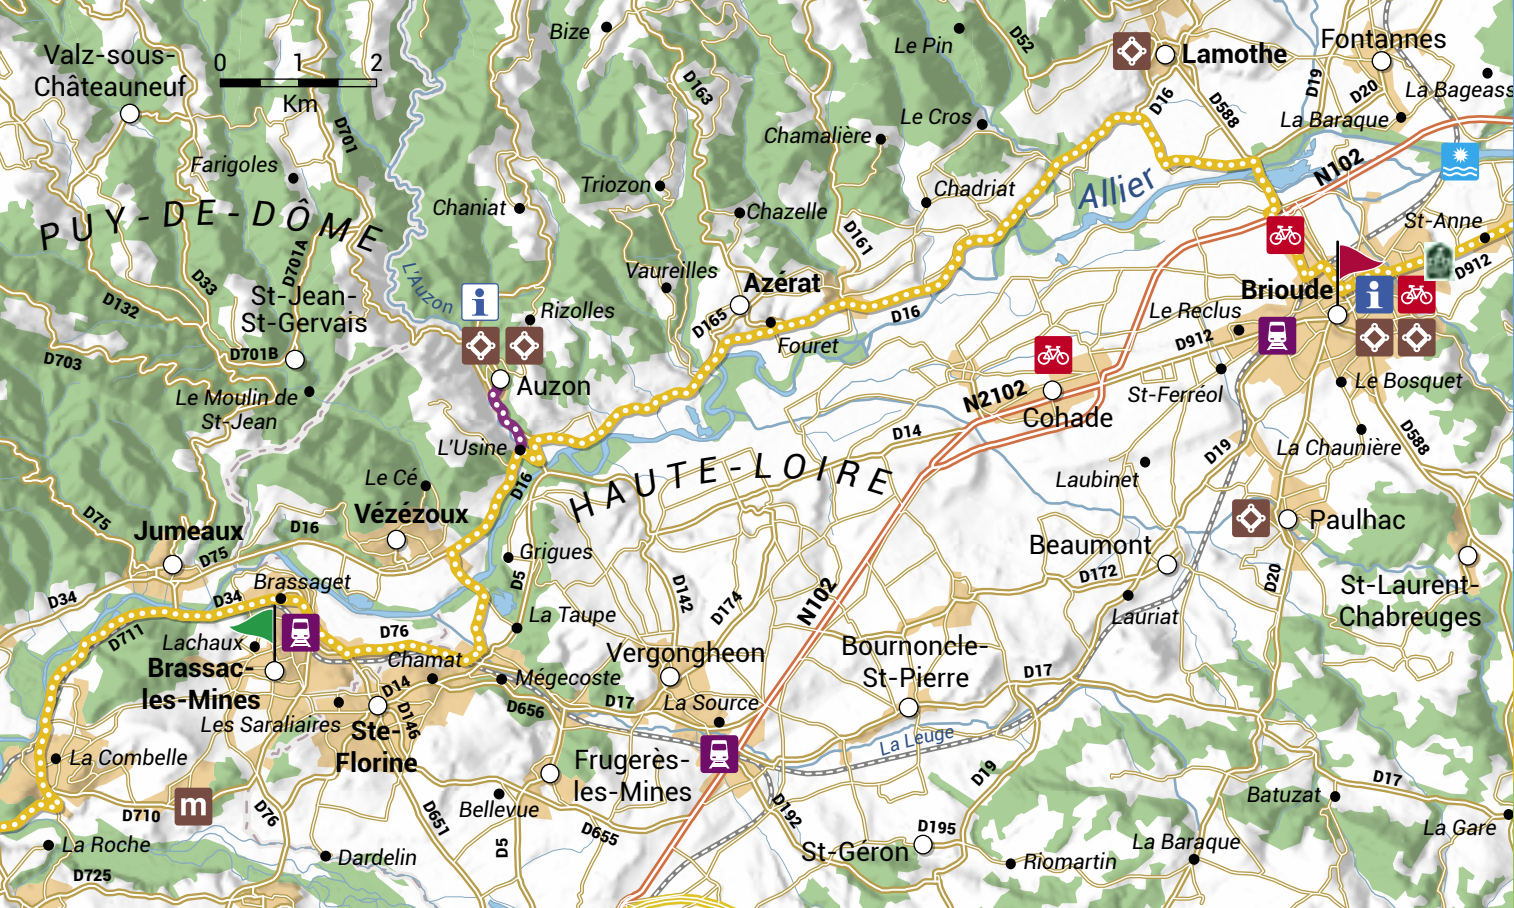 Bize
Le Pin
D52
Lamothe
Fontannes
Valz-sous-
Châteauneuf
0 1 2
Km
D163
D16
D588
D19
D20
La Bageass
La Baraque
D701
Chamalière
Le Cros
N102
Farigoles
Triozon
Chadriat
Allier
Chaniat
Chazelle
St-Anne
PUY-DE-DÔME
D161
D701A
D33
D132
L'Auzon
i
Vaureilles
Azérat
D912
St-Jean-
St-Gervais
Rizolles
D165
D16
Brioude
i
Le Reclus
D703
D701B
Fouret
D912
Auzon
Le Moulin de
St-Jean
N2102
Cohade
St-Ferréol
Le Bosquet
L'Usine
D14
D19
La Chaunière
D588
Le Cé
D16
HAUTE-LOIRE
Laubinet
Vézézoux
D75
Jumeaux
D16
D75
Paulhac
Grigues
Beaumont
D5
D172
D20
St-Laurent-
Chabreuges
Brassaget
D34
D34
D142
D174
N102
La Taupe
Lauriat
D711
Lachaux
D76
Chamat
Vergongheon
Bournoncle-
St-Pierre
Brassac-
les-Mines
D14
Mégecoste
D17
D17
La Source
D656
Les Saraliaires
D146
Ste-
Florine
La Leuge
La Combelle
Frugerès-
les-Mines
D19
D17
m
D710
D76
Bellevue
D651
D655
D5
D192
Batuzat
D195
St-Géron
La Gare
La Roche
Dardelin
Riomartin
La Baraque
D725